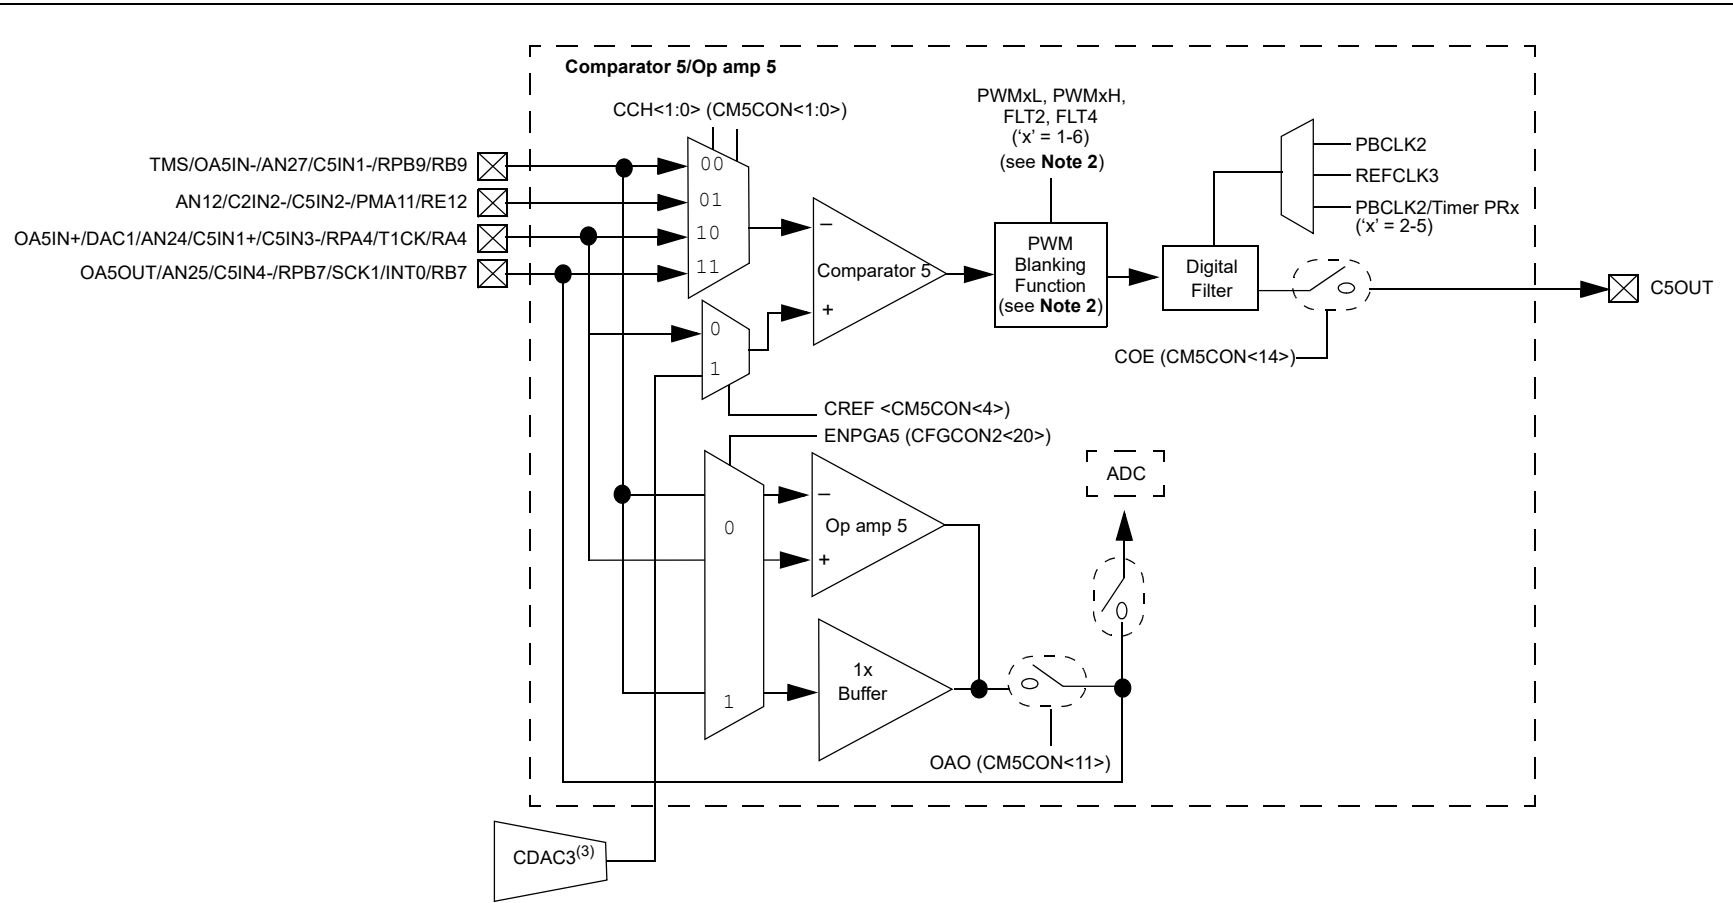 Comparator 5/Op amp 5
CCH<1:0> (CM5CON<1:0>)
PWMxL, PWMxH,
FLT2, FLT4
(‘x’ = 1-6)
(see Note 2)
TMS/OA5IN-/AN27/C5IN1-/RPB9/RB9
AN12/C2IN2-/C5IN2-/PMA11/RE12
OA5IN+/DAC1/AN24/C5IN1+/C5IN3-/RPA4/T1CK/RA4
OA5OUT/AN25/C5IN4-/RPB7/SCK1/INT0/RB7
00
01
10
11
0
1
–
Comparator 5
+
PWM
Blanking
Function
(see Note 2)
Digital
Filter
PBCLK2
REFCLK3
PBCLK2/Timer PRx
(‘x’ = 2-5)
C5OUT
COE (CM5CON<14>)
CREF <CM5CON<4>)
ENPGA5 (CFGCON2<20>)
0
1
–
Op amp 5
+
1x
Buffer
ADC
OAO (CM5CON<11>)
CDAC3(3)